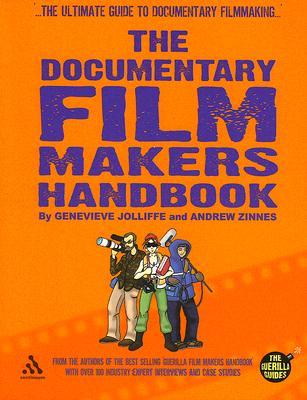 ...THE ULTIMATE GUIDE TO DOCUMENTARY FILMMAKING...
THE
DOCUMENTARY
FILM
MAKERS
HANDBOOK
By GENEVIEVE JOLLIFFE and ANDREW ZINNES
FROM THE AUTHORS OF THE BEST SELLING GUERILLA FILM MAKERS HANDBOOK
WITH OVER 100 INDUSTRY EXPERT INTERVIEWS AND CASE STUDIES
THE
GUERILLA
GUIDES
continuum